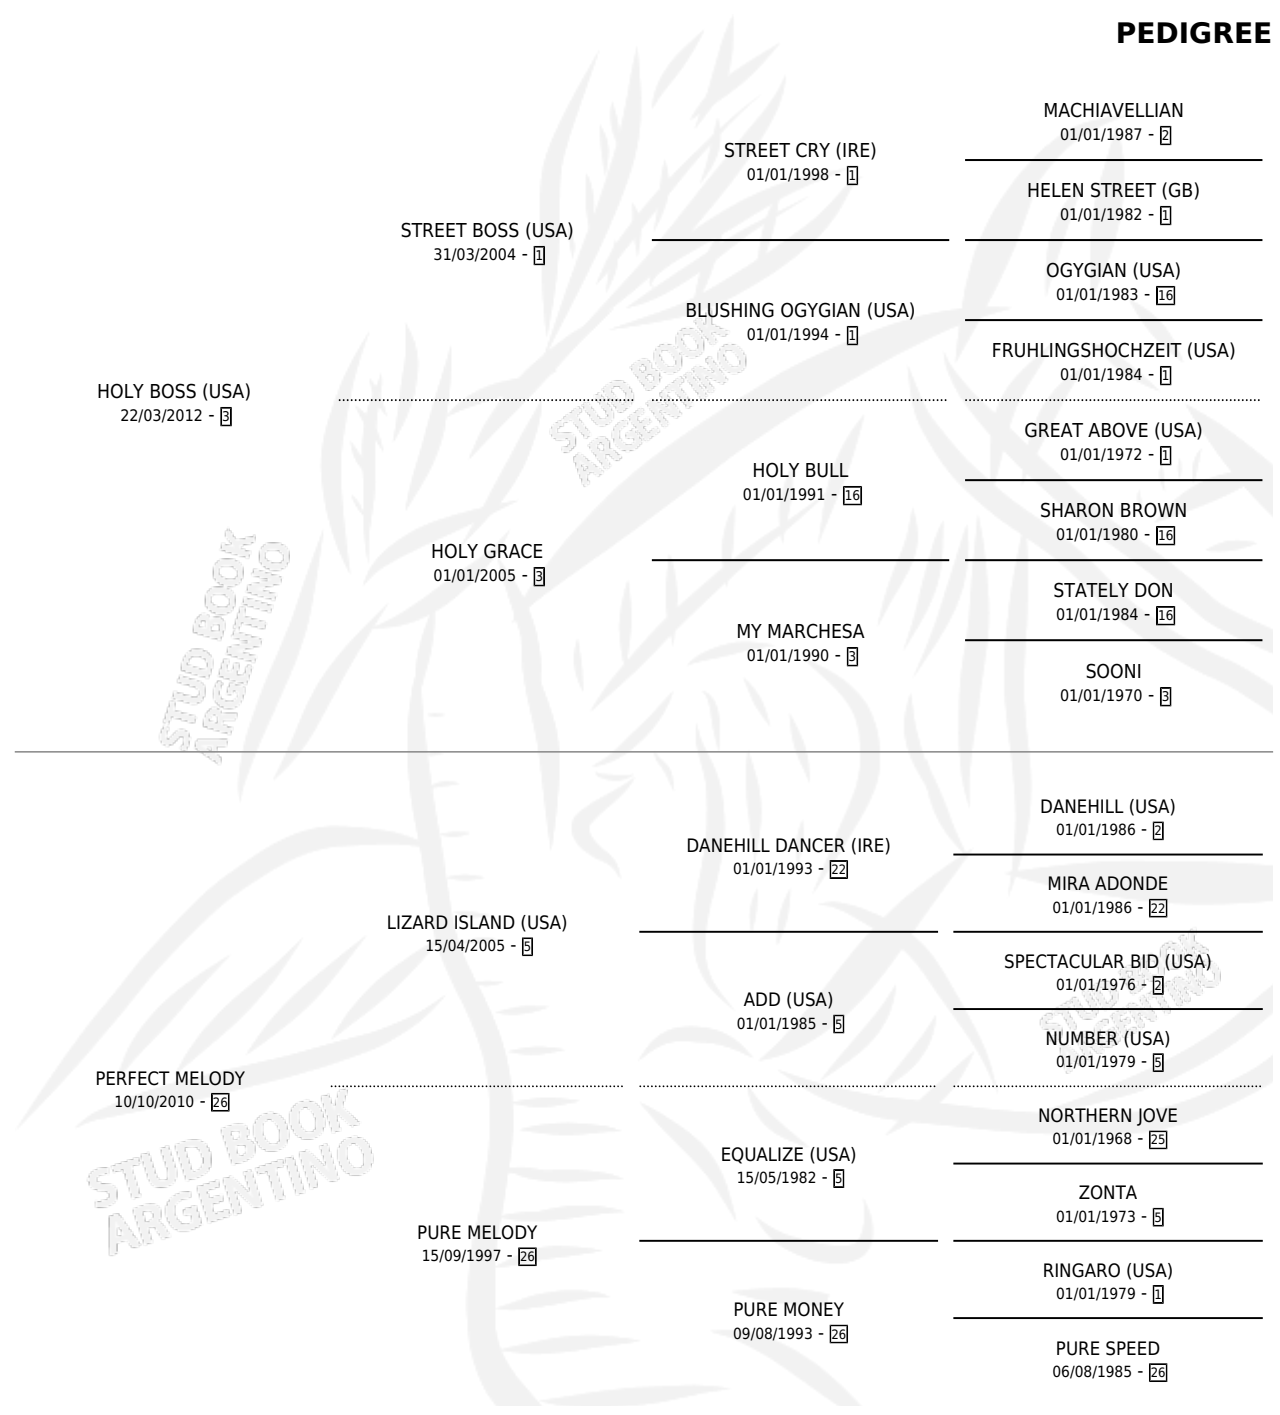 PEDIGREE
MACHIAVELLIAN
01/01/1987 - 2
STREET CRY (IRE)
01/01/1998 - 1
HELEN STREET (GB)
01/01/1982 - 1
STREET BOSS (USA)
31/03/2004 - 1
OGYGIAN (USA)
01/01/1983 - 16
BLUSHING OGYGIAN (USA)
01/01/1994 - 1
FRUHLINGSHOCHZEIT (USA)
01/01/1984 - 1
HOLY BOSS (USA)
22/03/2012 - 3
GREAT ABOVE (USA)
01/01/1972 - 1
HOLY BULL
01/01/1991 - 16
SHARON BROWN
01/01/1980 - 16
HOLY GRACE
01/01/2005 - 3
STATELY DON
01/01/1984 - 16
MY MARCHESA
01/01/1990 - 3
SOONI
01/01/1970 - 3
DANEHILL (USA)
01/01/1986 - 2
DANEHILL DANCER (IRE)
01/01/1993 - 22
MIRA ADONDE
01/01/1986 - 22
LIZARD ISLAND (USA)
15/04/2005 - 5
SPECTACULAR BID (USA)
01/01/1976 - 2
ADD (USA)
01/01/1985 - 5
NUMBER (USA)
01/01/1979 - 5
PERFECT MELODY
10/10/2010 - 26
NORTHERN JOVE
01/01/1968 - 25
EQUALIZE (USA)
15/05/1982 - 5
ZONTA
01/01/1973 - 5
PURE MELODY
15/09/1997 - 26
RINGARO (USA)
01/01/1979 - 1
PURE MONEY
09/08/1993 - 26
PURE SPEED
06/08/1985 - 26
STUD BOOK
ARGENTINO
STUD BOOK
ARGENTINO
STUD BOOK
ARGENTINO
STUD BOOK
ARGENTINO